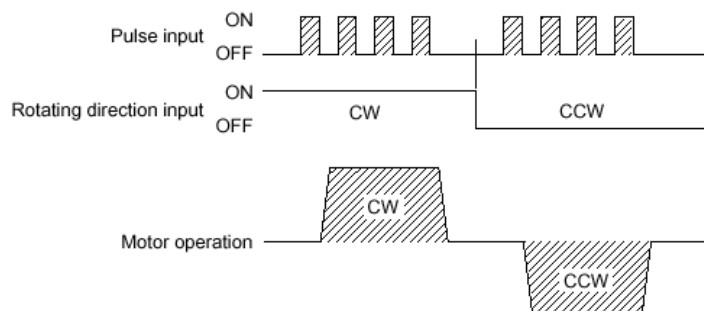 ON
Pulse input
OFF
ON
Rotating direction input
CW
CCW
OFF
CW
Motor operation
CCW